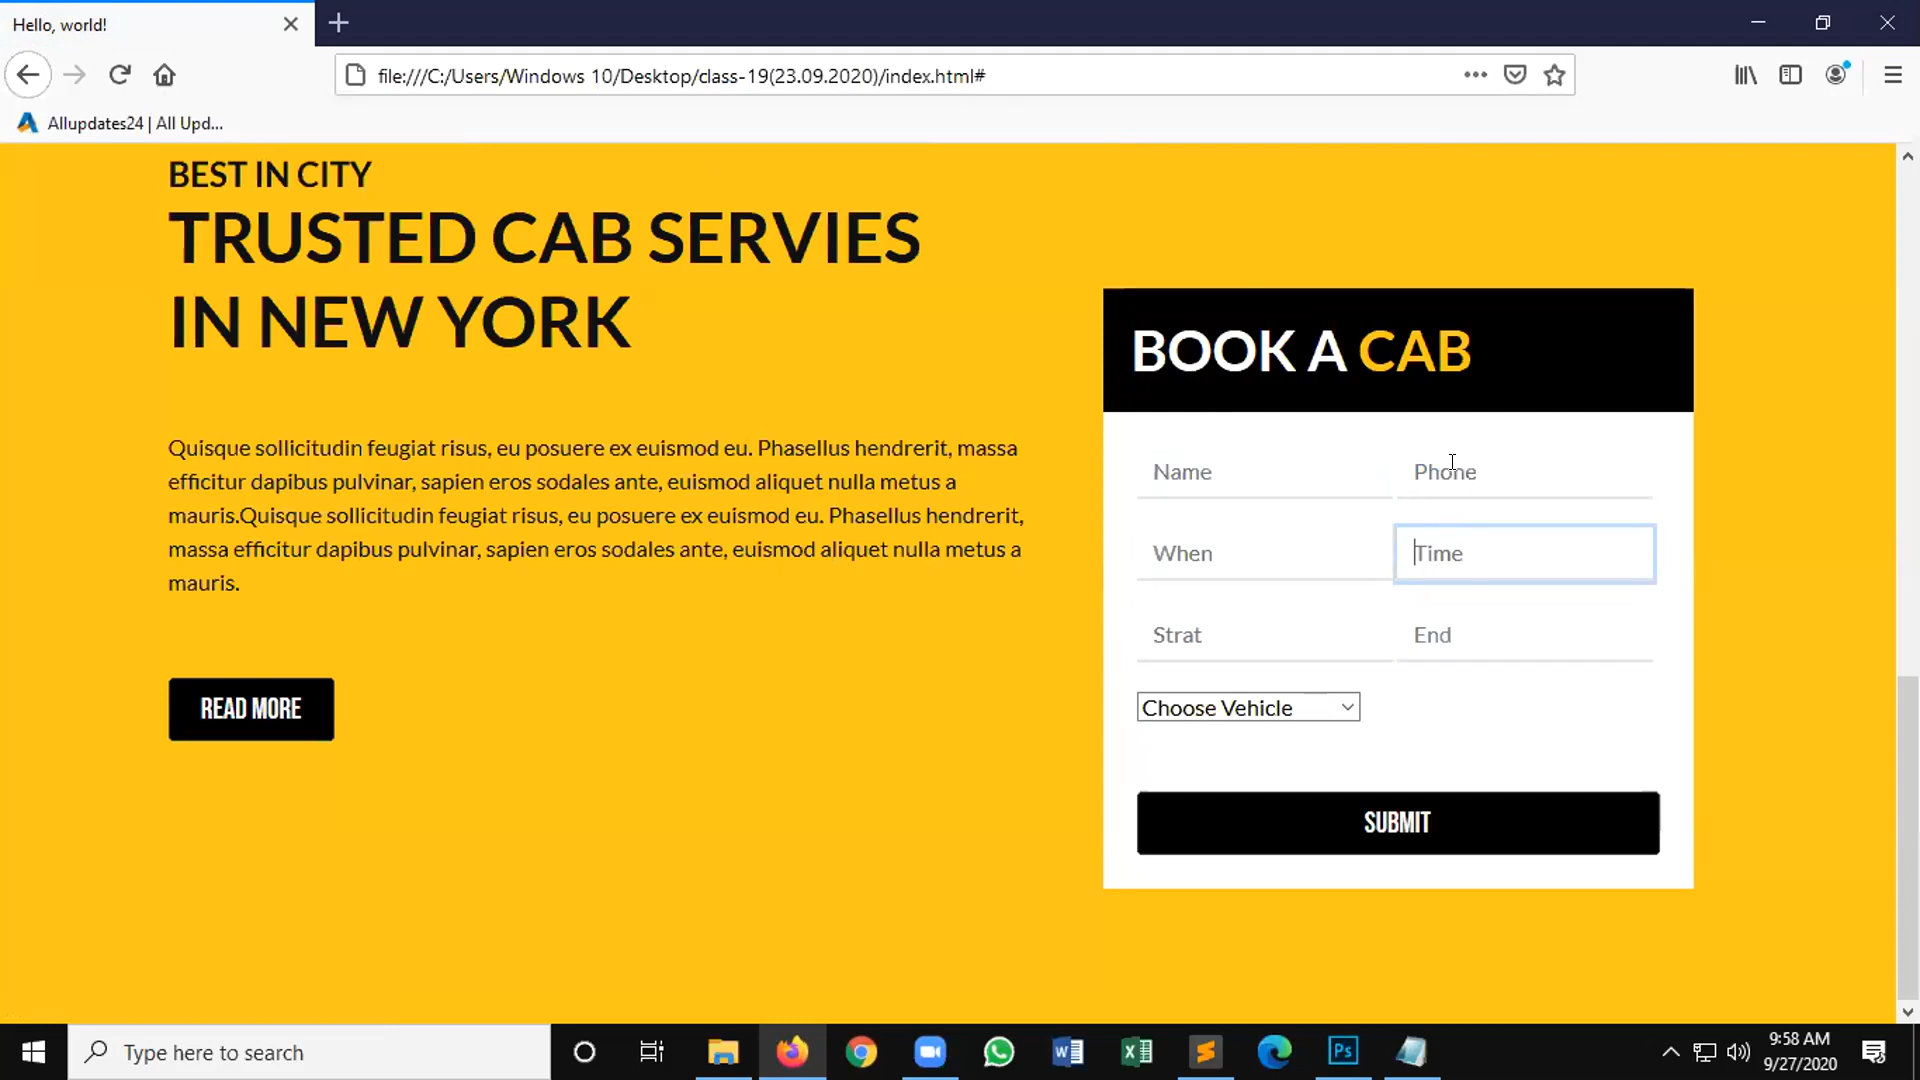 Hello, world!
file:///C:/Users/Windows 10/Desktop/class-19(23.09.2020)/index.html#
Allupdates24 | All Upd...
BEST IN CITY
TRUSTED CAB SERVIES
IN NEW YORK
Quisque sollicitudin feugiat risus, eu posuere ex euismod eu. Phasellus hendrerit, massa
efficitur dapibus pulvinar, sapien eros sodales ante, euismod aliquet nulla metus a
mauris.Quisque sollicitudin feugiat risus, eu posuere ex euismod eu. Phasellus hendrerit,
massa efficitur dapibus pulvinar, sapien eros sodales ante, euismod aliquet nulla metus a
mauris.
READ MORE
BOOK A CAB
Name Phone
When Time
Strat End
Choose Vehicle
SUBMIT
Type here to search
Ps
9:58 AM
9/27/2020